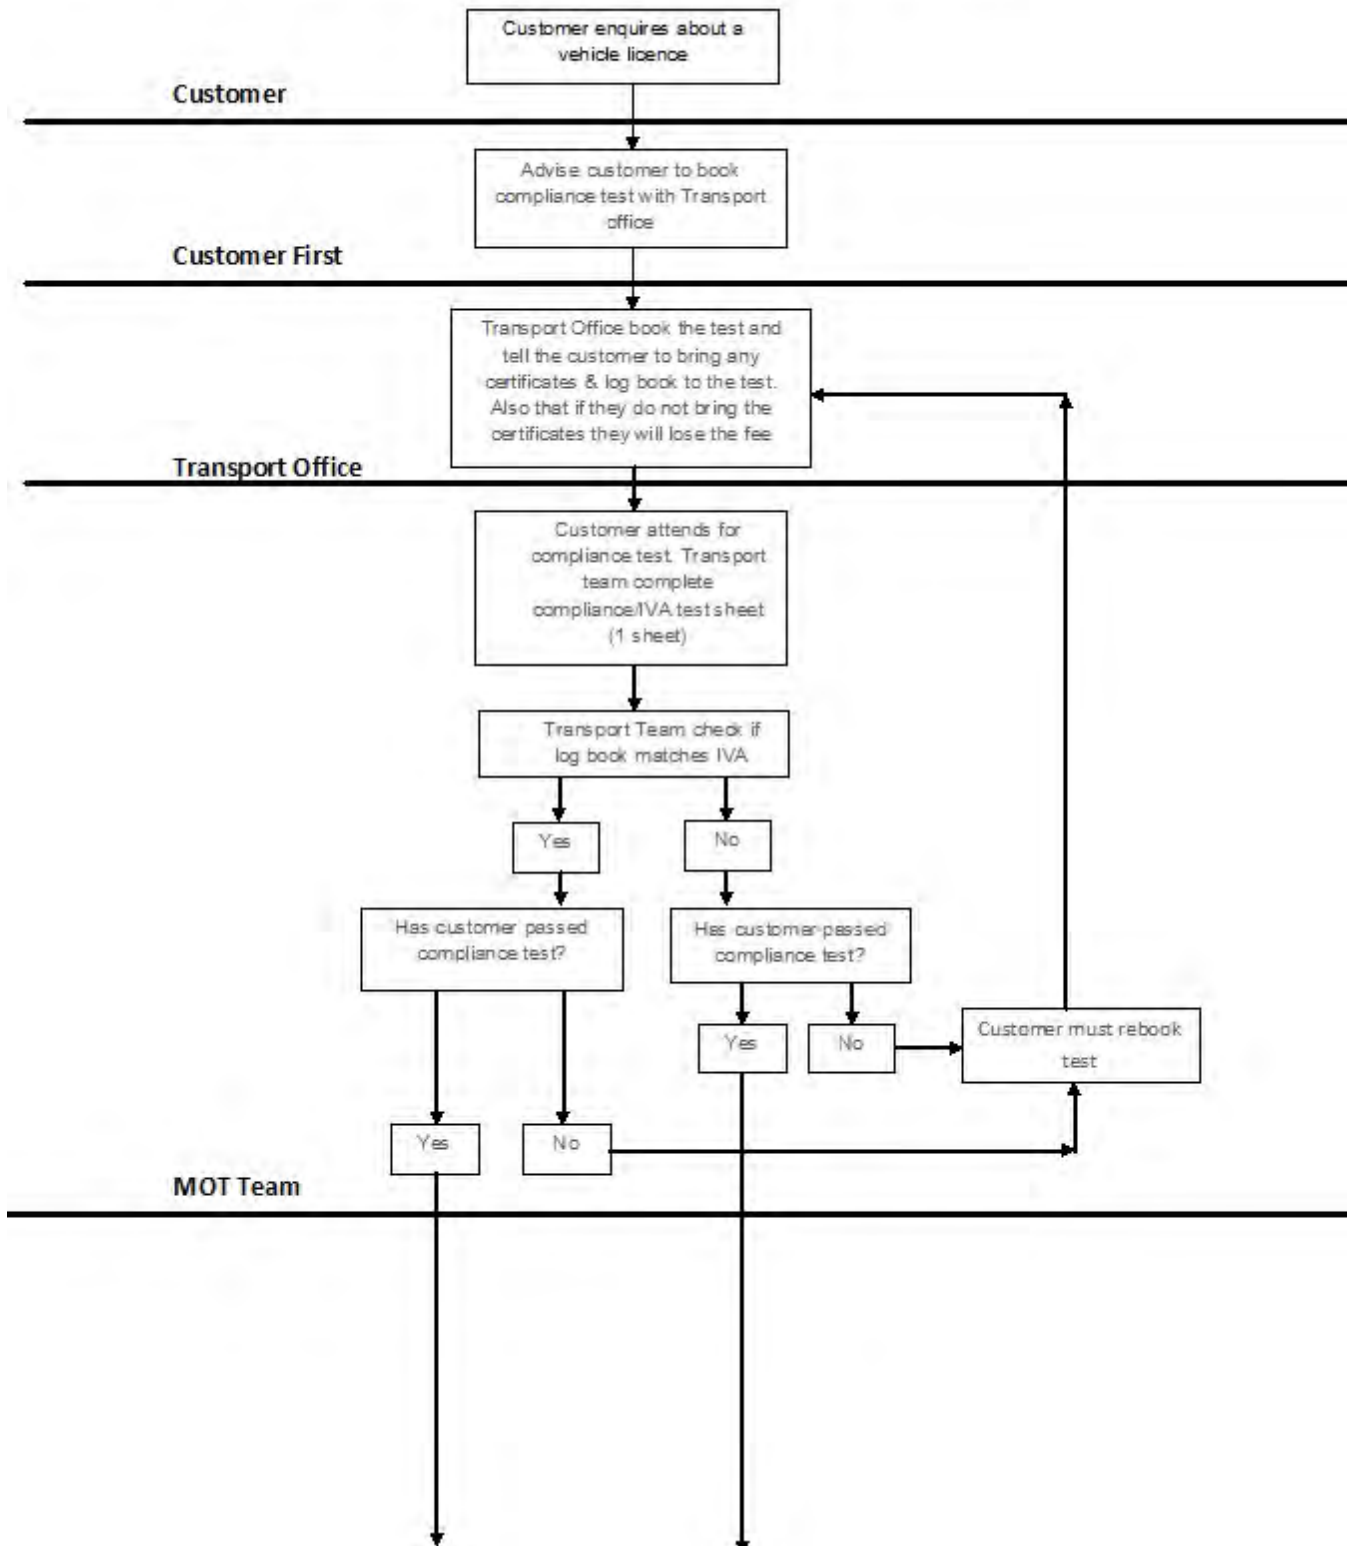 Customer enquires about a
vehicle licence
Customer
Advise customer to book
compliance test with Transport
office
Customer First
Transport Office book the test and
tell the customer to bring any
certificates & log book to the test.
Also that if they do not bring the
certificates they will lose the fee
Transport Office
Customer attends for
compliance test. Transport
team complete
compliance/IVA test sheet
(1 sheet)
Transport Team check if
log book matches IVA
Yes
No
Has customer passed
compliance test?
Has customer passed
compliance test?
Yes
No
Customer must rebook
test
Yes
No
MOT Team